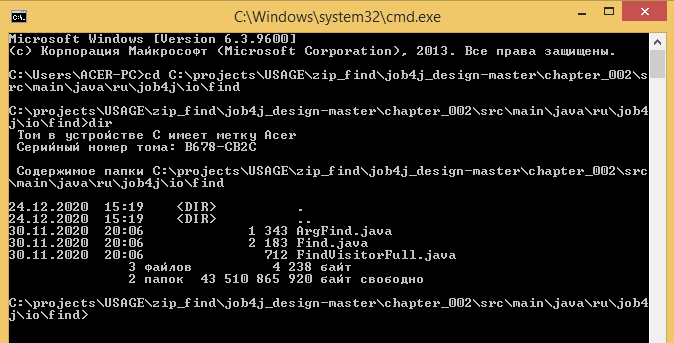 C:\Windows\system32\cmd.exe
Microsoft Windows [Version 6.3.9600]
(c) Корпорация Майкрософт (Microsoft Corporation), 2013. Все права защищены.
C:\Users\ACER-PC>cd C:\projects\USAGE\zip_find\job4j_design-master\chapter_002\s
rc\main\java\ru\job4j\io\find
C:\projects\USAGE\zip_find\job4j_design-master\chapter_002\src\main\java\ru\job4
j\io\find>dir
Том в устройстве C имеет метку Acer
Серийный номер тома: B678-CB2C
Содержимое папки C:\projects\USAGE\zip_find\job4j_design-master\chapter_002\src
\main\java\ru\job4j\io\find
24.12.2020  15:19    <DIR>          .
24.12.2020  15:19    <DIR>          ..
30.11.2020  20:06             1 343 ArgFind.java
30.11.2020  20:06             2 183 Find.java
30.11.2020  20:06               712 FindVisitorFull.java
3 файлов          4 238 байт
2 папок  43 510 865 920 байт свободно
C:\projects\USAGE\zip_find\job4j_design-master\chapter_002\src\main\java\ru\job4
j\io\find>